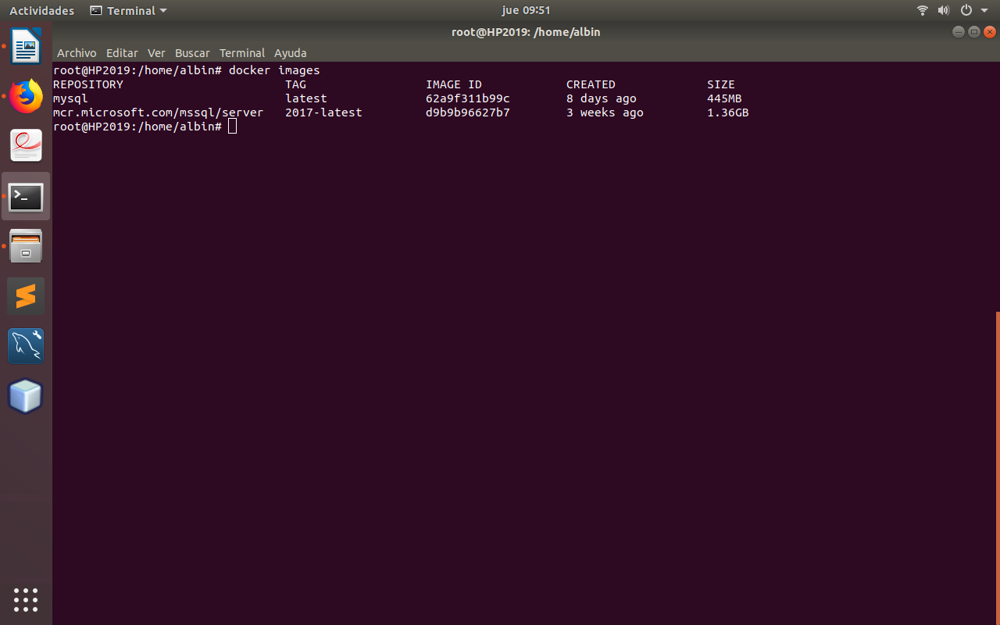 Actividades Terminal jue 09:51
root@HP2019: /home/albin
Archivo Editar Ver Buscar Terminal Ayuda
root@HP2019:/home/albin# docker images
REPOSITORY TAG IMAGE ID CREATED SIZE
mysql latest 62a9f311b99c 8 days ago 445MB
mcr.microsoft.com/mssql/server 2017-latest d9b9b96627b7 3 weeks ago 1.36GB
root@HP2019:/home/albin#